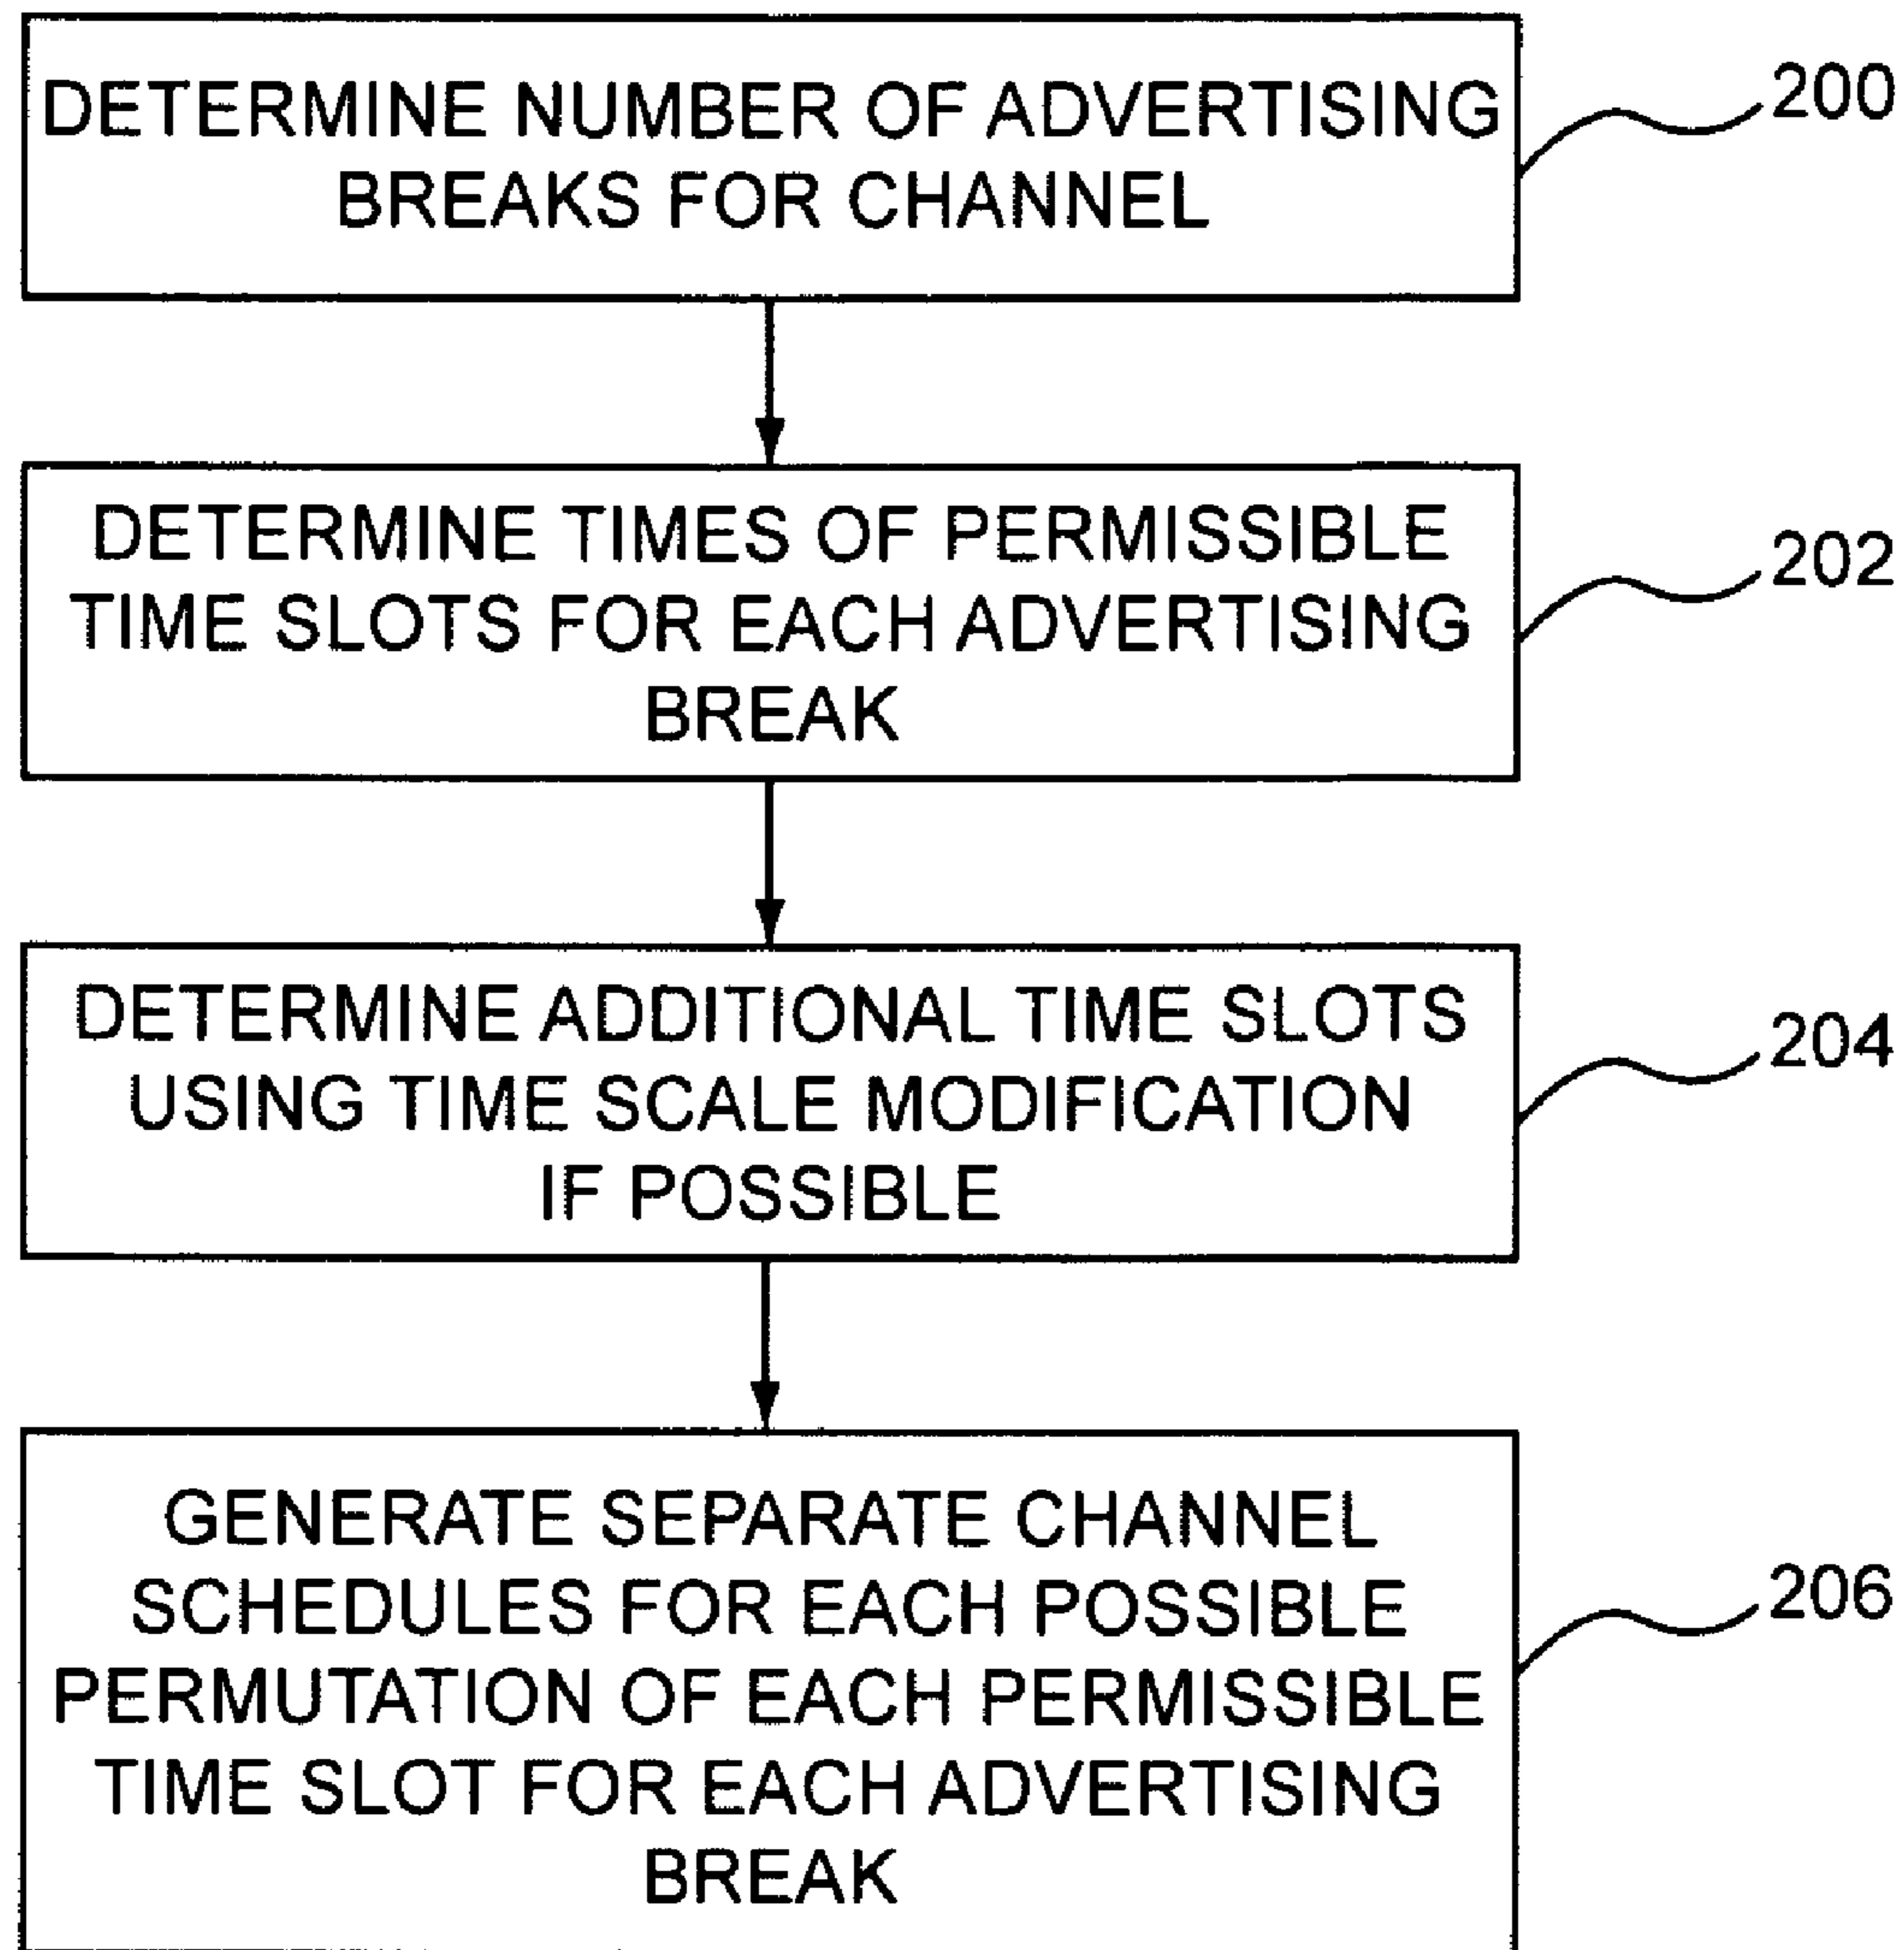 DETERMINE NUMBER OF ADVERTISING
BREAKS FOR CHANNEL
200
DETERMINE TIMES OF PERMISSIBLE
TIME SLOTS FOR EACH ADVERTISING
BREAK
202
DETERMINE ADDITIONAL TIME SLOTS
USING TIME SCALE MODIFICATION
IF POSSIBLE
204
GENERATE SEPARATE CHANNEL
SCHEDULES FOR EACH POSSIBLE
PERMUTATION OF EACH PERMISSIBLE
TIME SLOT FOR EACH ADVERTISING
BREAK
206